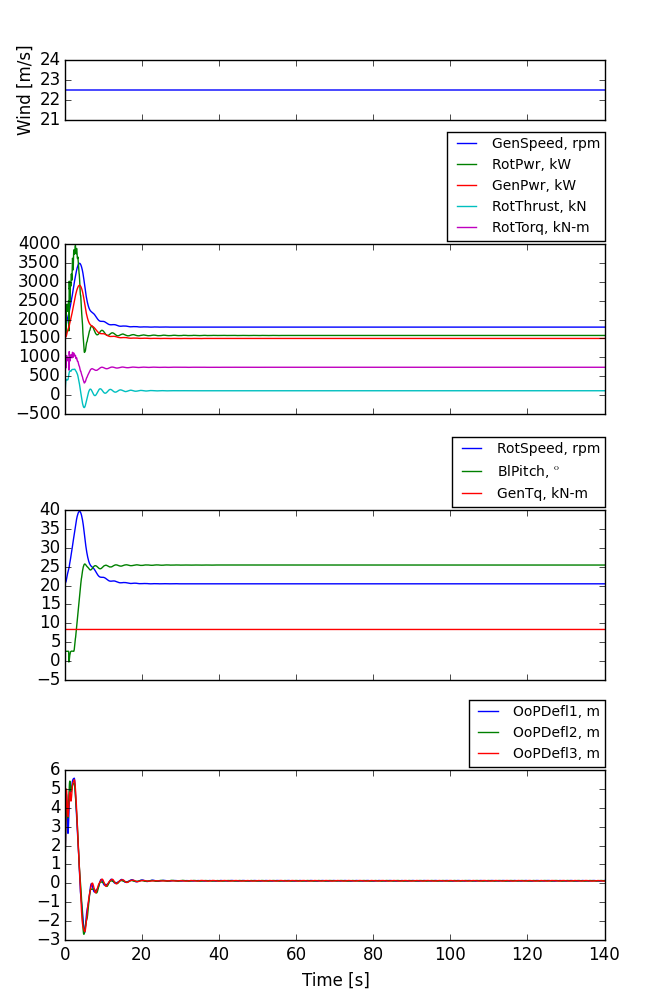 Wind [m/s]
24
23
22
21
GenSpeed, rpm
RotPwr, kW
GenPwr, kW
RotThrust, kN
RotTorq, kN-m
4000
3500
3000
2500
2000
1500
1000
500
0
−500
RotSpeed, rpm
BlPitch, °
GenTq, kN-m
40
35
30
25
20
15
10
5
0
−5
OoPDefl1, m
OoPDefl2, m
OoPDefl3, m
6
5
4
3
2
1
0
−1
−2
−3
0 20 40 60 80 100 120 140
Time [s]